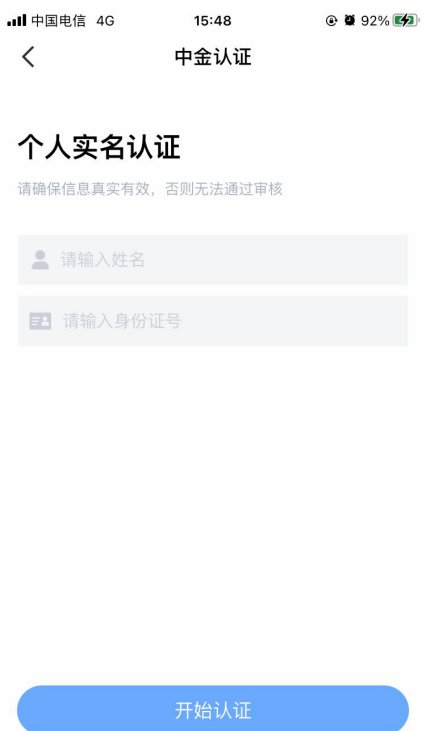 中国电信 4G 15:48 92%
中金认证
个人实名认证
请确保信息真实有效，否则无法通过审核
请输入姓名
请输入身份证号
开始认证